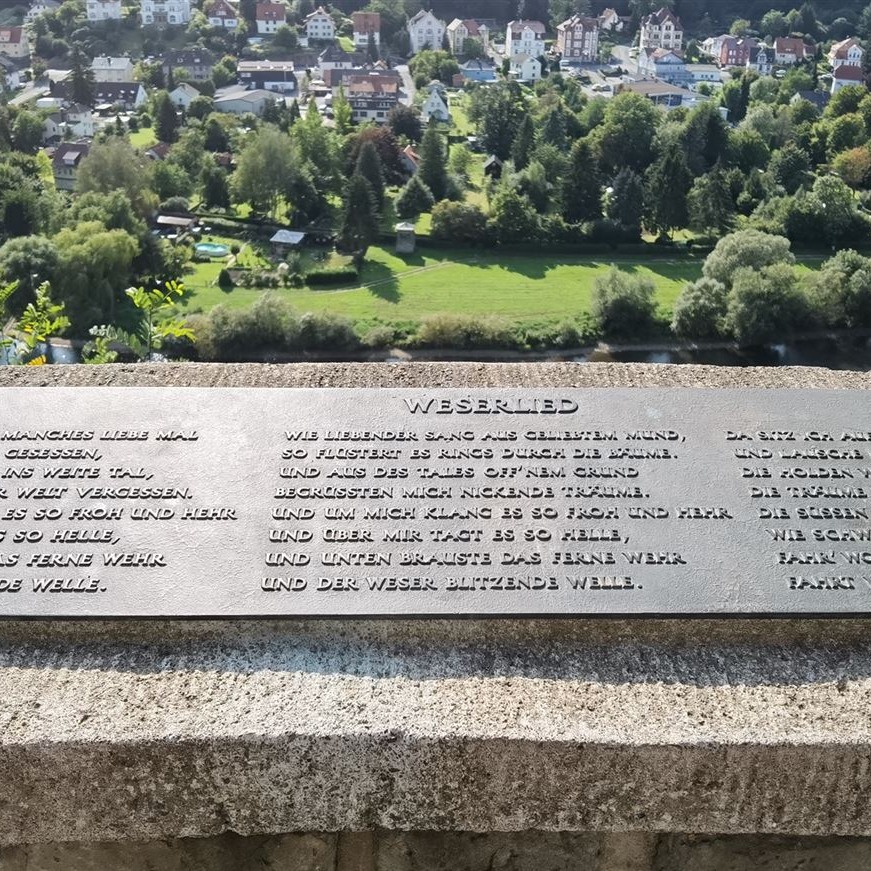 WESERLIED
MANCHES LIEBE MAL
GESESSEN,
INS WEITE TAL,
WELT VERGESSEN.
ES SO FROH UND HEHR
SO HELLE,
FERNE WEHR
WELLE.
WIE LIEBENDER SANG AUS GELIEBTEM MUND,
SO FLÜSTERT ES RINGS DURCH DIE BÄUME.
UND AUS DES TALES OFF'NEM GRUND
BEGRÜSSTEN MICH NICKENDE TRÄUME.
UND UM MICH KLANG ES SO FROH UND HEHR
UND ÜBER MIR TAGT ES SO HELLE,
UND UNTEN BRAUSTE DAS FERNE WEHR
UND DER WESER BLITZENDE WELLE.
DA SITZ ICH
UND LAUSCHE
DIE HOLDEN
DIE TRÄUME
DIE SÜSSEN
WIE
FAHR'
FAHRT